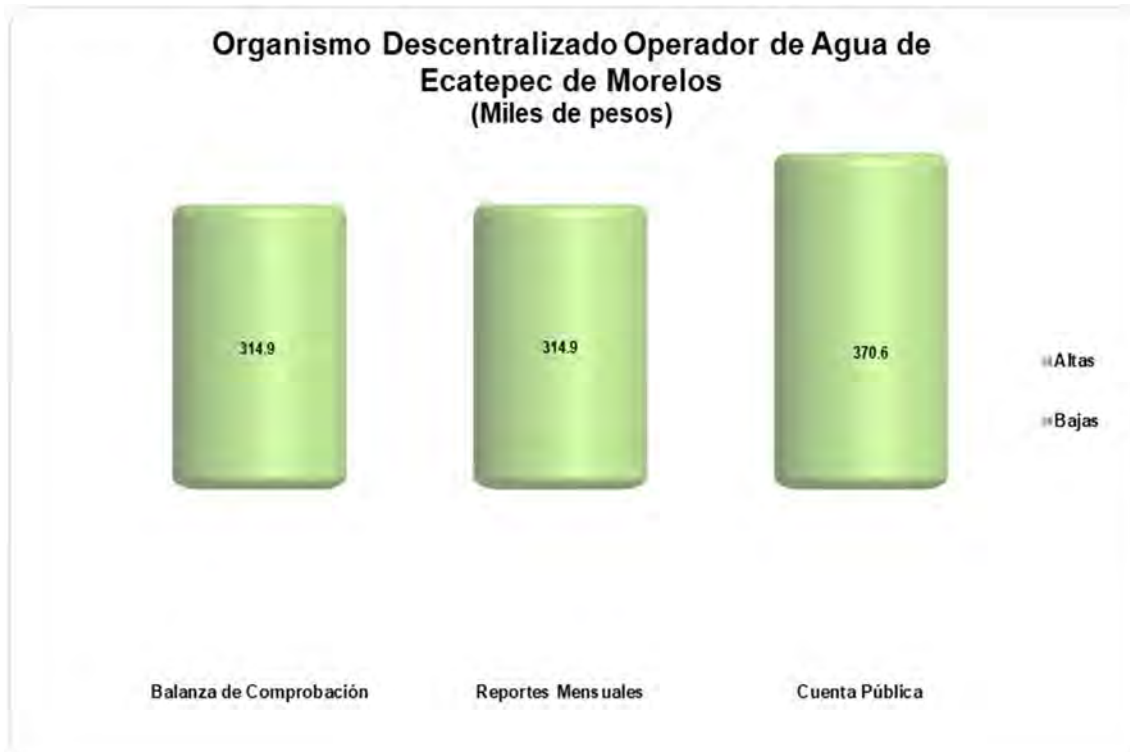 Organismo Descentralizado Operador de Agua de
Ecatepec de Morelos
(Miles de pesos)
314.9
314.9
370.6
Altas
Bajas
Balanza de Comprobación
Reportes Mensuales
Cuenta Pública